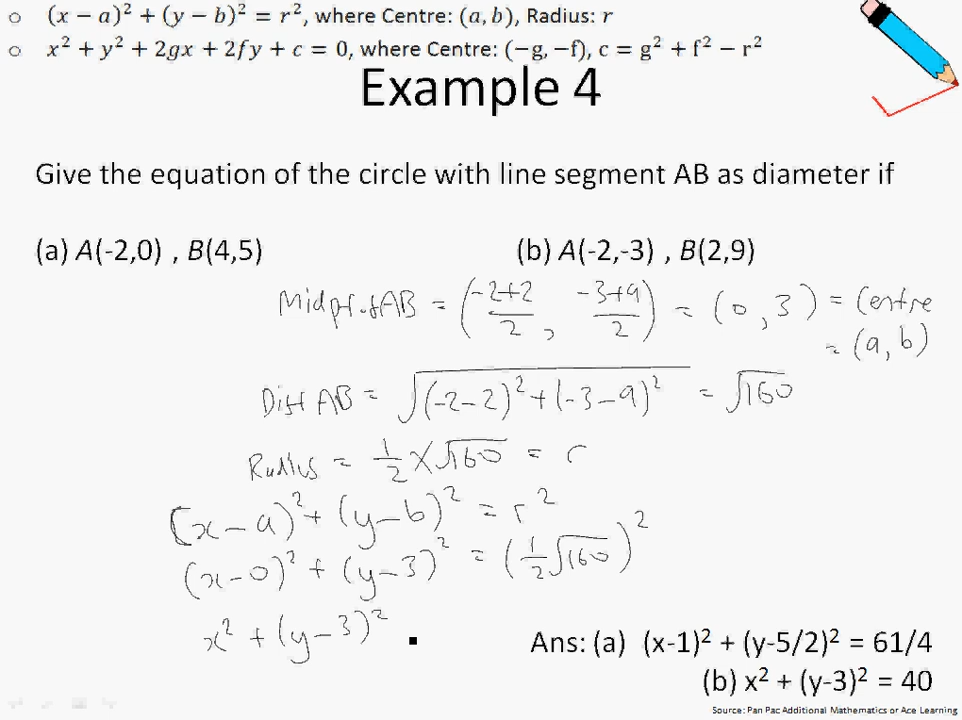 ○ (x − a)² + (y − b)² = r², where Centre: (a, b), Radius: r
○ x² + y² + 2gx + 2fy + c = 0, where Centre: (−g, −f), c = g² + f² − r²
Example 4
Give the equation of the circle with line segment AB as diameter if
(a) A(-2,0) , B(4,5)
(b) A(-2,-3) , B(2,9)
Midpt. of AB = ((-2+2)/2 , (-3+9)/2) = (0, 3) = Centre
= (a, b)
Dist AB = √((-2-2)² + (-3-9)²) = √160
Radius = 1/2 × √160 = r
(x-a)² + (y-b)² = r²
(x-0)² + (y-3)² = (1/2 √160)²
x² + (y-3)²
Ans: (a) (x-1)² + (y-5/2)² = 61/4
(b) x² + (y-3)² = 40
Source: Pan Pac Additional Mathematics or Ace Learning